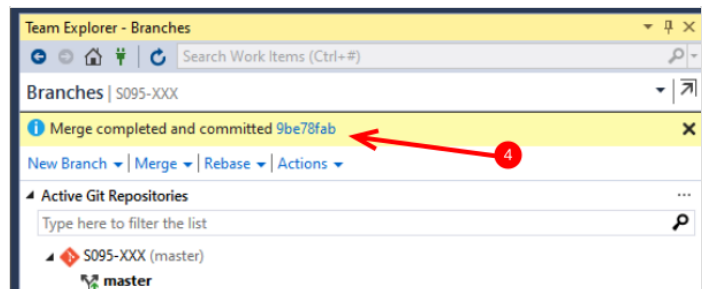 Team Explorer - Branches
Search Work Items (Ctrl+#)
Branches | S095-XXX
Merge completed and committed 9be78fab
4
New Branch | Merge | Rebase | Actions
Active Git Repositories
...
Type here to filter the list
S095-XXX (master)
master